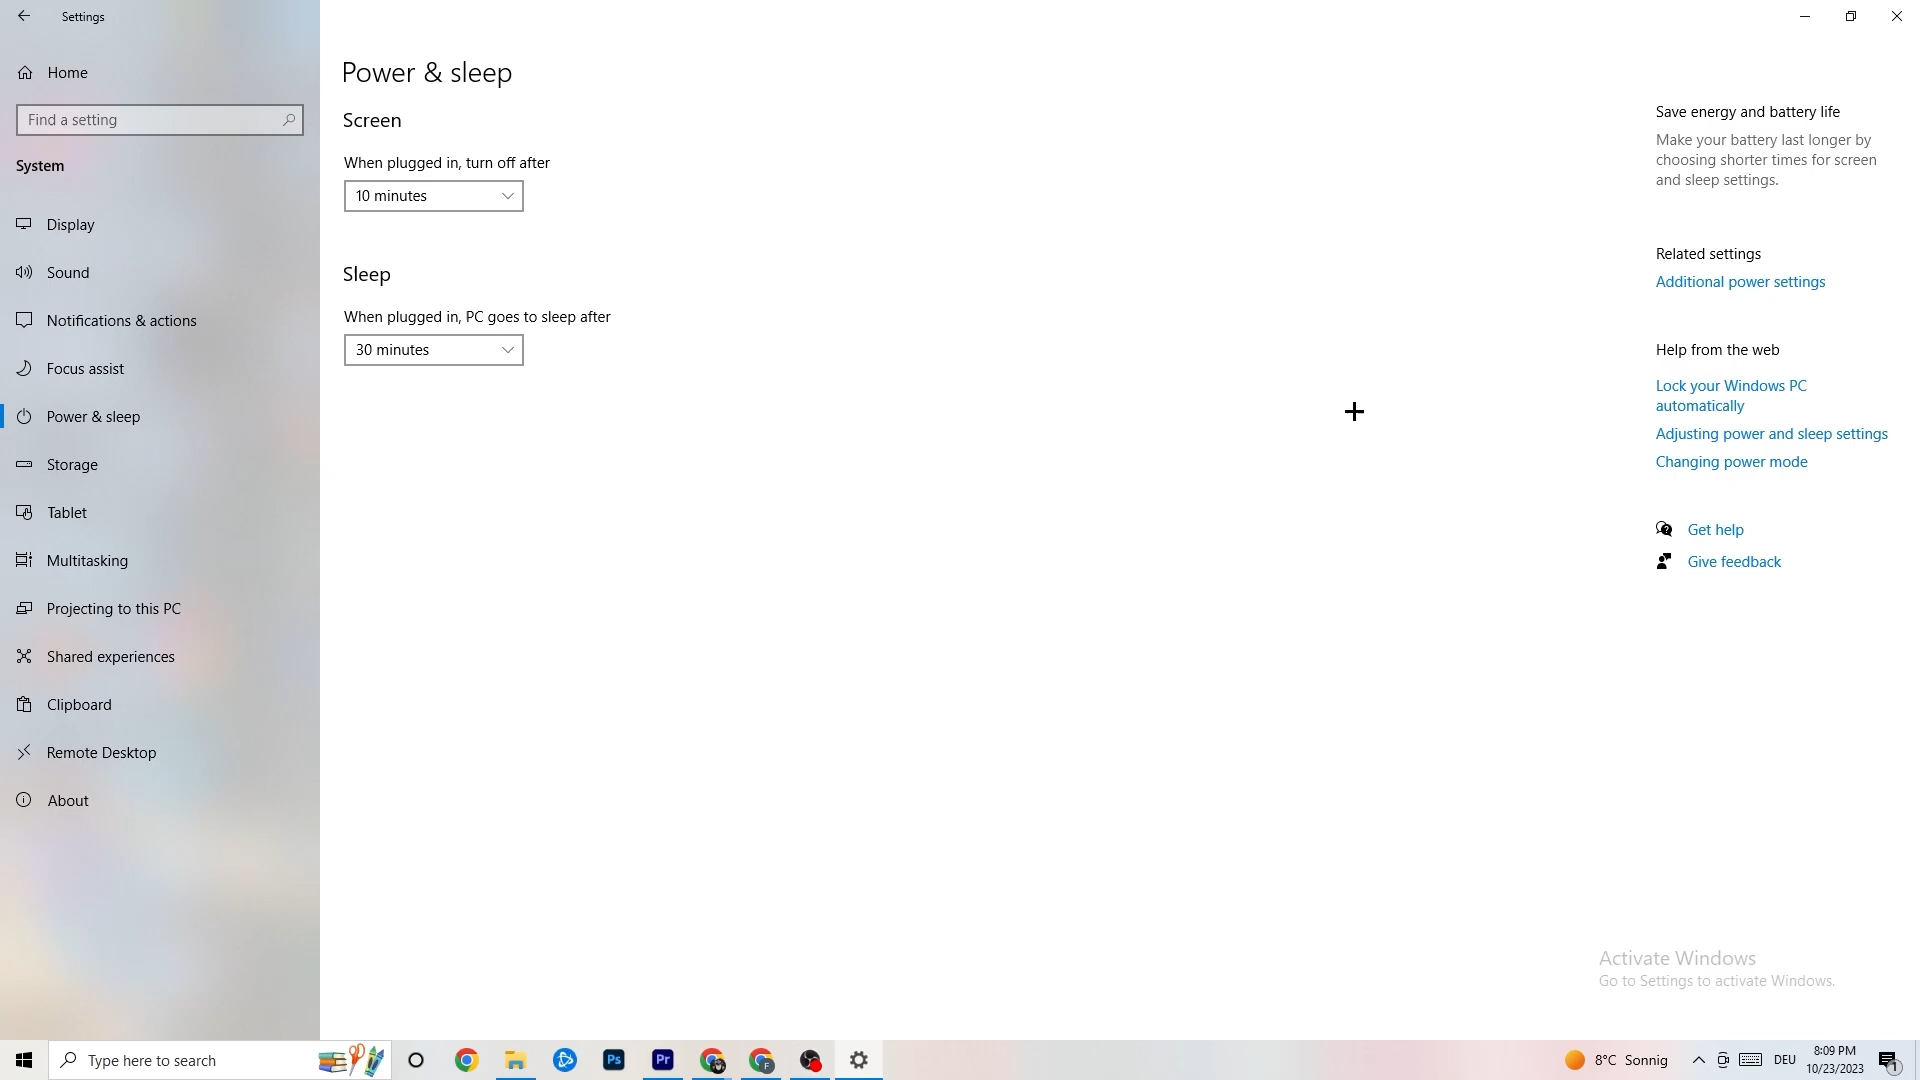 Settings
Home
Find a setting
System
Display
Sound
Notifications & actions
Focus assist
Power & sleep
Storage
Tablet
Multitasking
Projecting to this PC
Shared experiences
Clipboard
Remote Desktop
About
Power & sleep
Screen
When plugged in, turn off after
10 minutes
Sleep
When plugged in, PC goes to sleep after
30 minutes
Save energy and battery life
Make your battery last longer by
choosing shorter times for screen
and sleep settings.
Related settings
Additional power settings
Help from the web
Lock your Windows PC
automatically
Adjusting power and sleep settings
Changing power mode
Get help
Give feedback
Activate Windows
Go to Settings to activate Windows.
Type here to search
Ps
Pr
F
8°C Sonnig
DEU
8:09 PM
10/23/2023
1